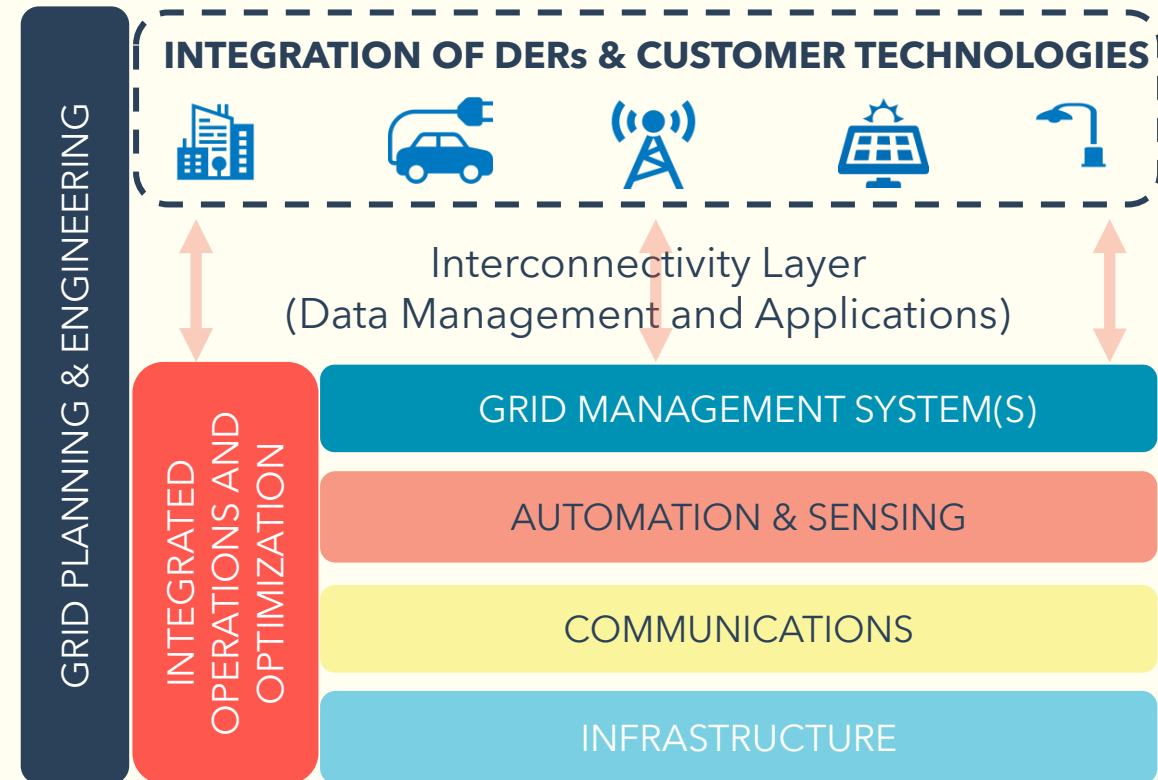 GRID PLANNING & ENGINEERING
INTEGRATION OF DERs & CUSTOMER TECHNOLOGIES
Interconnectivity Layer
(Data Management and Applications)
INTEGRATED
OPERATIONS AND
OPTIMIZATION
GRID MANAGEMENT SYSTEM(S)
AUTOMATION & SENSING
COMMUNICATIONS
INFRASTRUCTURE